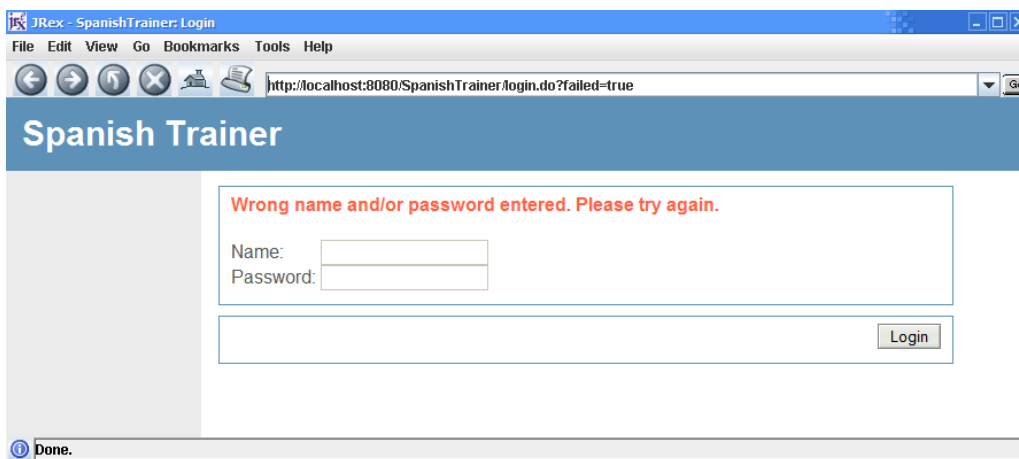 JRex - SpanishTrainer: Login
File Edit View Go Bookmarks Tools Help
http://localhost:8080/SpanishTrainer/login.do?failed=true
Spanish Trainer
Wrong name and/or password entered. Please try again.
Name:
Password:
Login
Done.